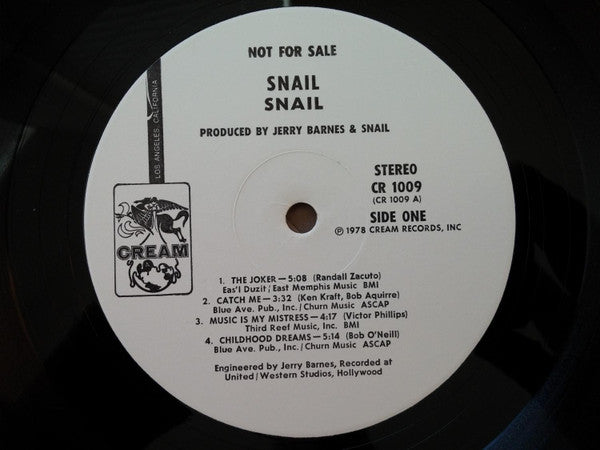 NOT FOR SALE
SNAIL
SNAIL
PRODUCED BY JERRY BARNES & SNAIL
LOS ANGELES, CALIFORNIA
STEREO
CR 1009
(CR 1009 A)
SIDE ONE
℗ 1978 CREAM RECORDS, INC
CREAM
1. THE JOKER—5:08 (Randall Zacuto)
Eas'l Duzit/East Memphis Music BMI
2. CATCH ME—3:32 (Ken Kraft, Bob Aquirre)
Blue Ave. Pub., Inc./Churn Music ASCAP
3. MUSIC IS MY MISTRESS—4:17 (Victor Phillips)
Third Reef Music, Inc. BMI
4. CHILDHOOD DREAMS—5:14 (Bob O'Neill)
Blue Ave. Pub., Inc./Churn Music ASCAP
Engineered by Jerry Barnes, Recorded at
United/Western Studios, Hollywood